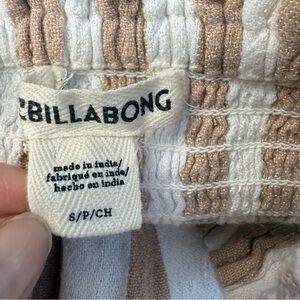 BILLABONG
made in india/
fabriqué en inde/
hecho en india
S/P/CH